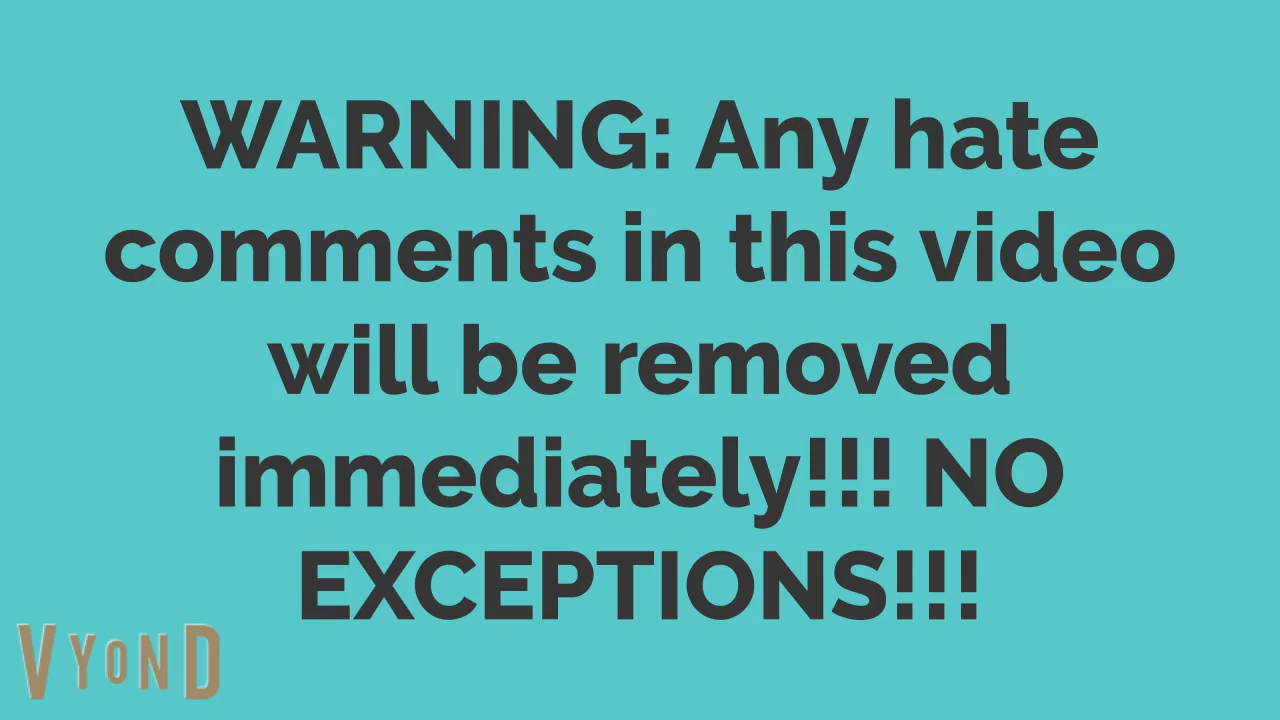 WARNING: Any hate
comments in this video
will be removed
immediately!!! NO
EXCEPTIONS!!!
VYOND